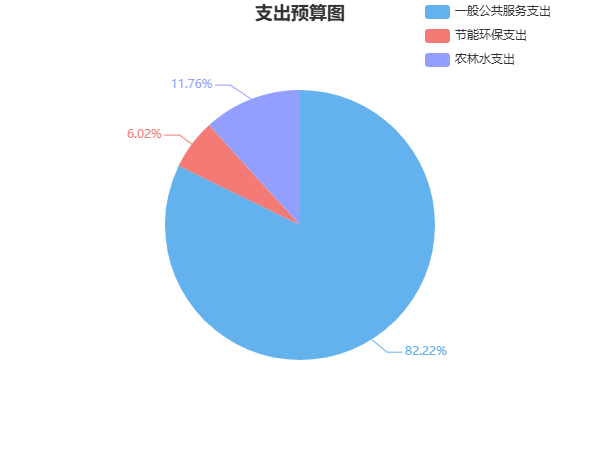 支出预算图
一般公共服务支出
节能环保支出
农林水支出
11.76%
6.02%
82.22%